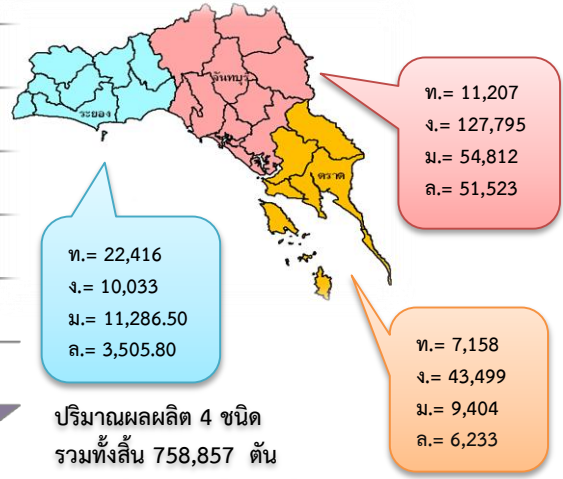 จันทบุรี
ระยอง
ตราด
ท.= 11,207
ง.= 127,795
ม.= 54,812
ล.= 51,523
ท.= 22,416
ง.= 10,033
ม.= 11,286.50
ล.= 3,505.80
ท.= 7,158
ง.= 43,499
ม.= 9,404
ล.= 6,233
ปริมาณผลผลิต 4 ชนิด
รวมทั้งสิ้น 758,857 ตัน